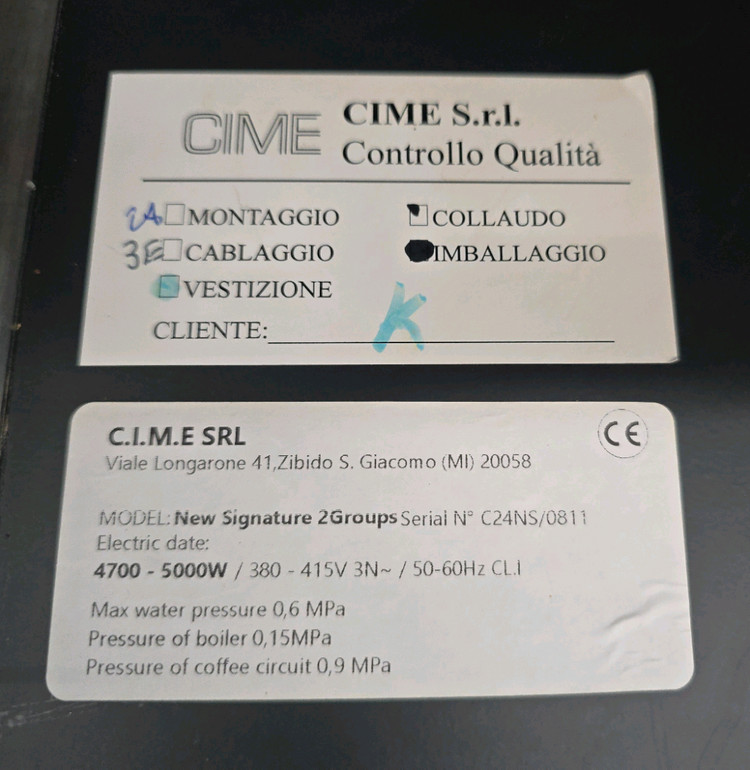 CIME
CIME S.r.l.
Controllo Qualità
2A MONTAGGIO
COLLAUDO
3E CABLAGGIO
IMBALLAGGIO
VESTIZIONE
CLIENTE: K
C.I.M.E SRL
CE
Viale Longarone 41,Zibido S. Giacomo (MI) 20058
MODEL: New Signature 2Groups Serial N° C24NS/0811
Electric date:
4700 - 5000W / 380 - 415V 3N~ / 50-60Hz CL.I
Max water pressure 0,6 MPa
Pressure of boiler 0,15MPa
Pressure of coffee circuit 0,9 MPa